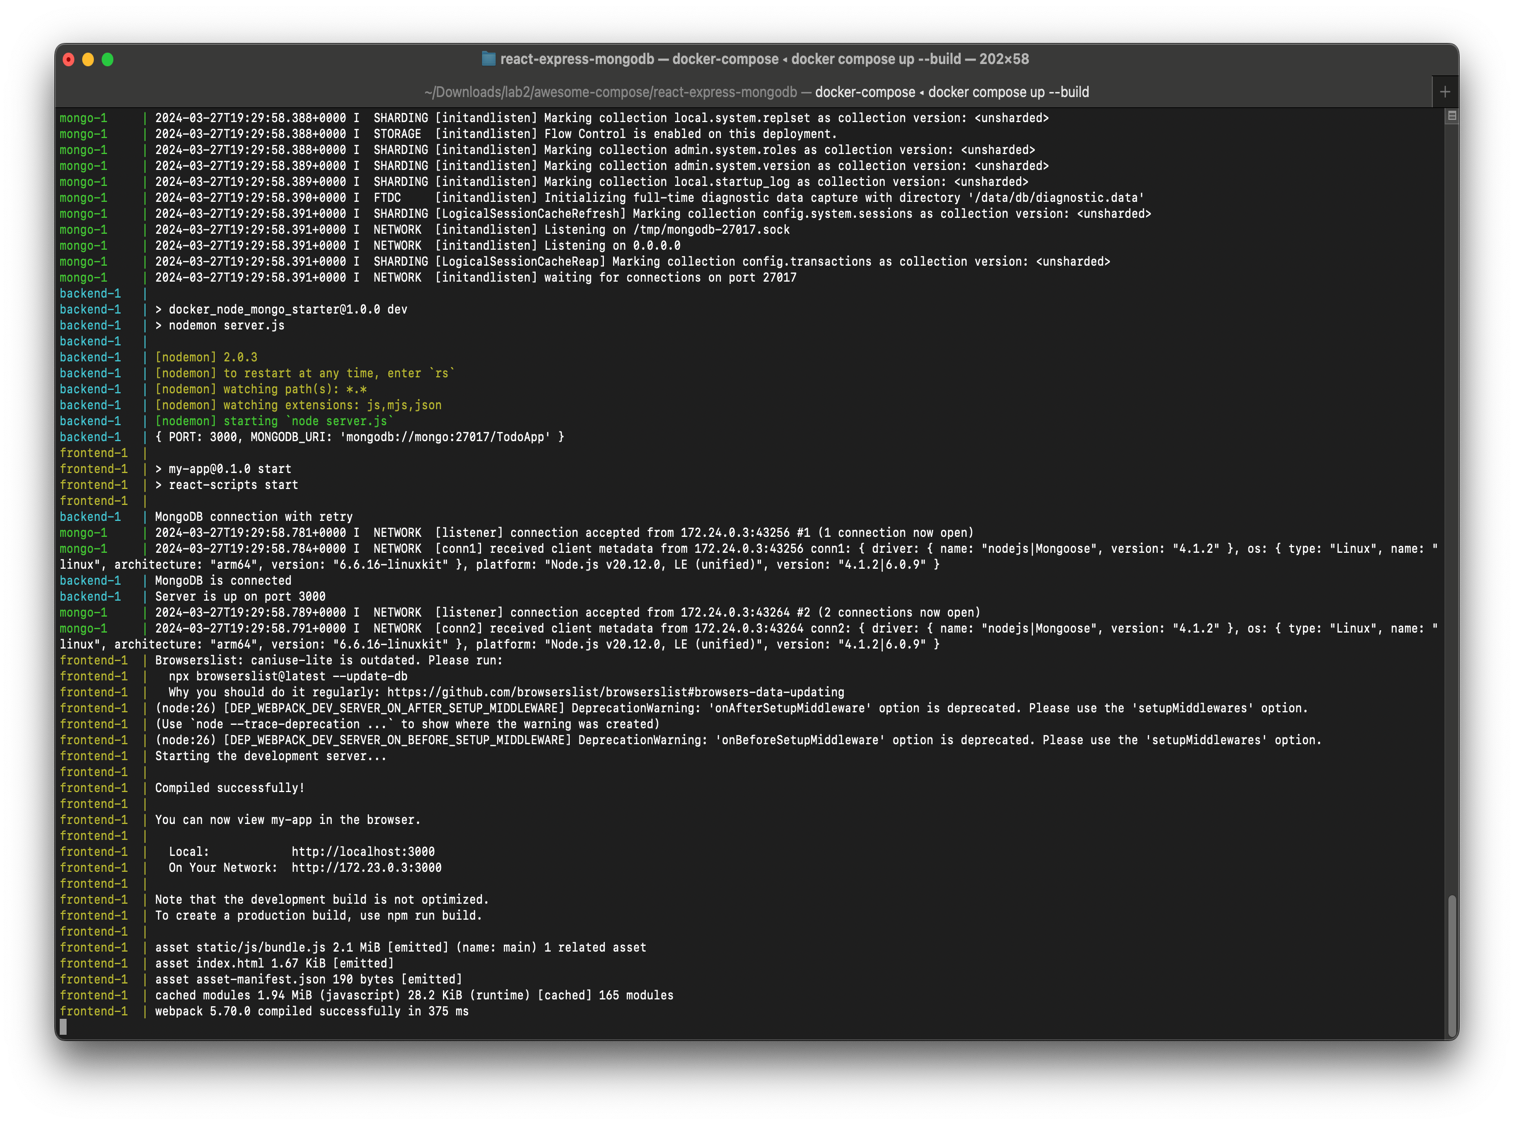 react-express-mongodb — docker-compose ◂ docker compose up --build — 202×58
~/Downloads/lab2/awesome-compose/react-express-mongodb — docker-compose ◂ docker compose up --build
+
mongo-1     | 2024-03-27T19:29:58.388+0000 I  SHARDING [initandlisten] Marking collection local.system.replset as collection version: <unsharded>
mongo-1     | 2024-03-27T19:29:58.388+0000 I  STORAGE  [initandlisten] Flow Control is enabled on this deployment.
mongo-1     | 2024-03-27T19:29:58.388+0000 I  SHARDING [initandlisten] Marking collection admin.system.roles as collection version: <unsharded>
mongo-1     | 2024-03-27T19:29:58.389+0000 I  SHARDING [initandlisten] Marking collection admin.system.version as collection version: <unsharded>
mongo-1     | 2024-03-27T19:29:58.389+0000 I  SHARDING [initandlisten] Marking collection local.startup_log as collection version: <unsharded>
mongo-1     | 2024-03-27T19:29:58.390+0000 I  FTDC     [initandlisten] Initializing full-time diagnostic data capture with directory '/data/db/diagnostic.data'
mongo-1     | 2024-03-27T19:29:58.391+0000 I  SHARDING [LogicalSessionCacheRefresh] Marking collection config.system.sessions as collection version: <unsharded>
mongo-1     | 2024-03-27T19:29:58.391+0000 I  NETWORK  [initandlisten] Listening on /tmp/mongodb-27017.sock
mongo-1     | 2024-03-27T19:29:58.391+0000 I  NETWORK  [initandlisten] Listening on 0.0.0.0
mongo-1     | 2024-03-27T19:29:58.391+0000 I  SHARDING [LogicalSessionCacheReap] Marking collection config.transactions as collection version: <unsharded>
mongo-1     | 2024-03-27T19:29:58.391+0000 I  NETWORK  [initandlisten] waiting for connections on port 27017
backend-1   |
backend-1   | > docker_node_mongo_starter@1.0.0 dev
backend-1   | > nodemon server.js
backend-1   |
backend-1   | [nodemon] 2.0.3
backend-1   | [nodemon] to restart at any time, enter `rs`
backend-1   | [nodemon] watching path(s): *.*
backend-1   | [nodemon] watching extensions: js,mjs,json
backend-1   | [nodemon] starting `node server.js`
backend-1   | { PORT: 3000, MONGODB_URI: 'mongodb://mongo:27017/TodoApp' }
frontend-1  |
frontend-1  | > my-app@0.1.0 start
frontend-1  | > react-scripts start
frontend-1  |
backend-1   | MongoDB connection with retry
mongo-1     | 2024-03-27T19:29:58.781+0000 I  NETWORK  [listener] connection accepted from 172.24.0.3:43256 #1 (1 connection now open)
mongo-1     | 2024-03-27T19:29:58.784+0000 I  NETWORK  [conn1] received client metadata from 172.24.0.3:43256 conn1: { driver: { name: "nodejs|Mongoose", version: "4.1.2" }, os: { type: "Linux", name: "
linux", architecture: "arm64", version: "6.6.16-linuxkit" }, platform: "Node.js v20.12.0, LE (unified)", version: "4.1.2|6.0.9" }
backend-1   | MongoDB is connected
backend-1   | Server is up on port 3000
mongo-1     | 2024-03-27T19:29:58.789+0000 I  NETWORK  [listener] connection accepted from 172.24.0.3:43264 #2 (2 connections now open)
mongo-1     | 2024-03-27T19:29:58.791+0000 I  NETWORK  [conn2] received client metadata from 172.24.0.3:43264 conn2: { driver: { name: "nodejs|Mongoose", version: "4.1.2" }, os: { type: "Linux", name: "
linux", architecture: "arm64", version: "6.6.16-linuxkit" }, platform: "Node.js v20.12.0, LE (unified)", version: "4.1.2|6.0.9" }
frontend-1  | Browserslist: caniuse-lite is outdated. Please run:
frontend-1  |   npx browserslist@latest --update-db
frontend-1  |   Why you should do it regularly: https://github.com/browserslist/browserslist#browsers-data-updating
frontend-1  | (node:26) [DEP_WEBPACK_DEV_SERVER_ON_AFTER_SETUP_MIDDLEWARE] DeprecationWarning: 'onAfterSetupMiddleware' option is deprecated. Please use the 'setupMiddlewares' option.
frontend-1  | (Use `node --trace-deprecation ...` to show where the warning was created)
frontend-1  | (node:26) [DEP_WEBPACK_DEV_SERVER_ON_BEFORE_SETUP_MIDDLEWARE] DeprecationWarning: 'onBeforeSetupMiddleware' option is deprecated. Please use the 'setupMiddlewares' option.
frontend-1  | Starting the development server...
frontend-1  |
frontend-1  | Compiled successfully!
frontend-1  |
frontend-1  | You can now view my-app in the browser.
frontend-1  |
frontend-1  |   Local:            http://localhost:3000
frontend-1  |   On Your Network:  http://172.23.0.3:3000
frontend-1  |
frontend-1  | Note that the development build is not optimized.
frontend-1  | To create a production build, use npm run build.
frontend-1  |
frontend-1  | asset static/js/bundle.js 2.1 MiB [emitted] (name: main) 1 related asset
frontend-1  | asset index.html 1.67 KiB [emitted]
frontend-1  | asset asset-manifest.json 190 bytes [emitted]
frontend-1  | cached modules 1.94 MiB (javascript) 28.2 KiB (runtime) [cached] 165 modules
frontend-1  | webpack 5.70.0 compiled successfully in 375 ms